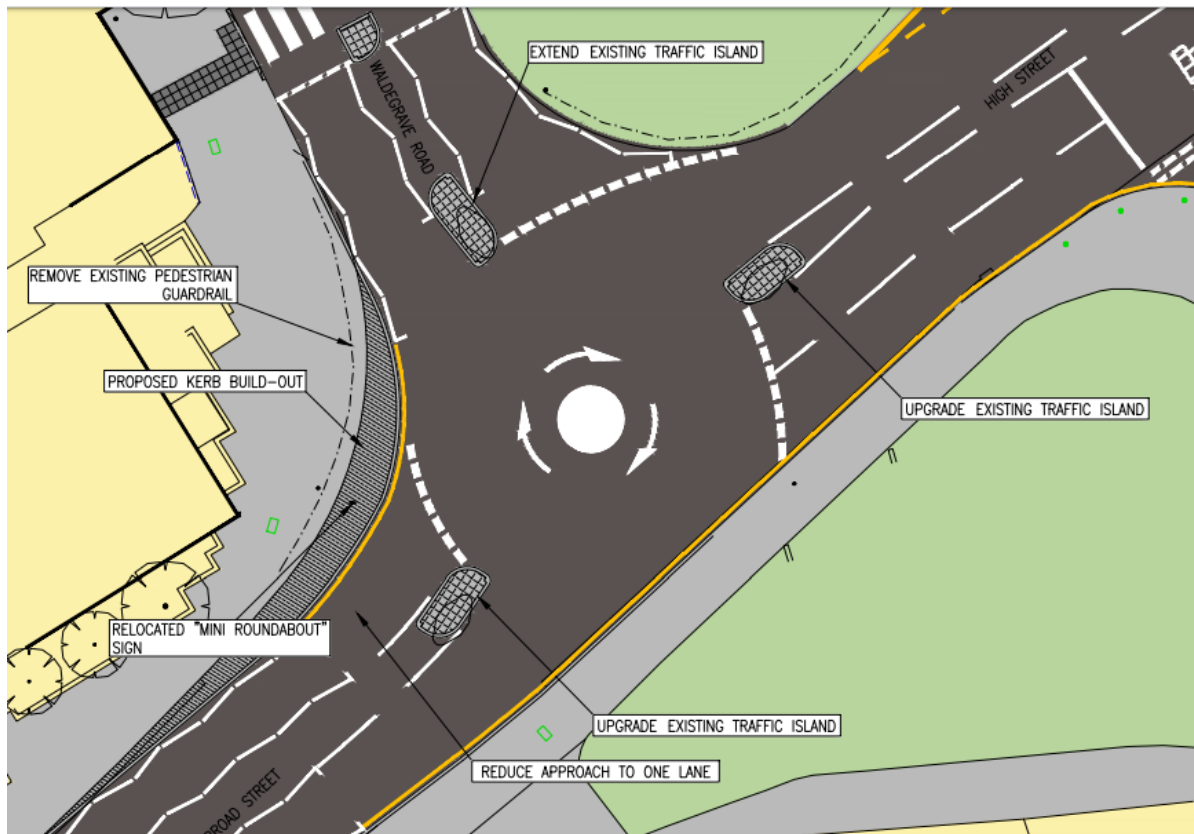 EXTEND EXISTING TRAFFIC ISLAND
WALDEGRAVE ROAD
HIGH STREET
REMOVE EXISTING PEDESTRIAN
GUARDRAIL
PROPOSED KERB BUILD-OUT
UPGRADE EXISTING TRAFFIC ISLAND
RELOCATED "MINI ROUNDABOUT"
SIGN
UPGRADE EXISTING TRAFFIC ISLAND
REDUCE APPROACH TO ONE LANE
BROAD STREET